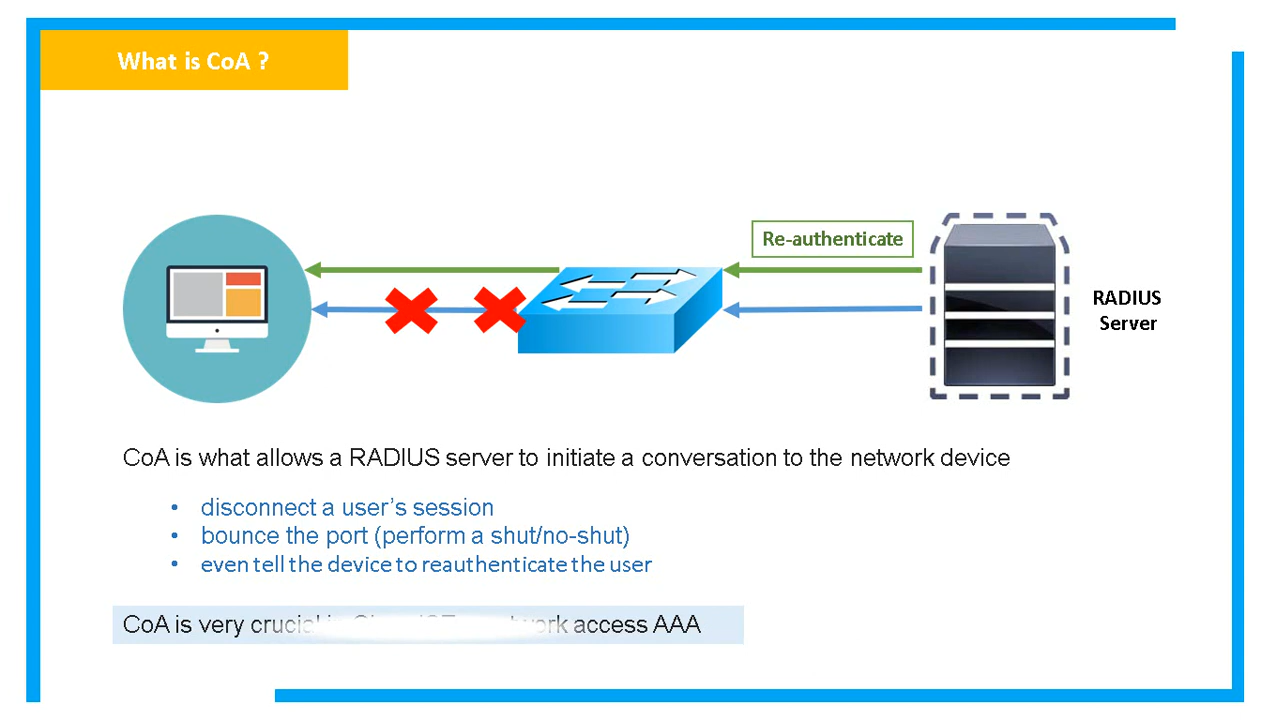 What is CoA ?
Re-authenticate
RADIUS
Server
CoA is what allows a RADIUS server to initiate a conversation to the network device
• disconnect a user's session
• bounce the port (perform a shut/no-shut)
• even tell the device to reauthenticate the user
CoA is very crucial access AAA